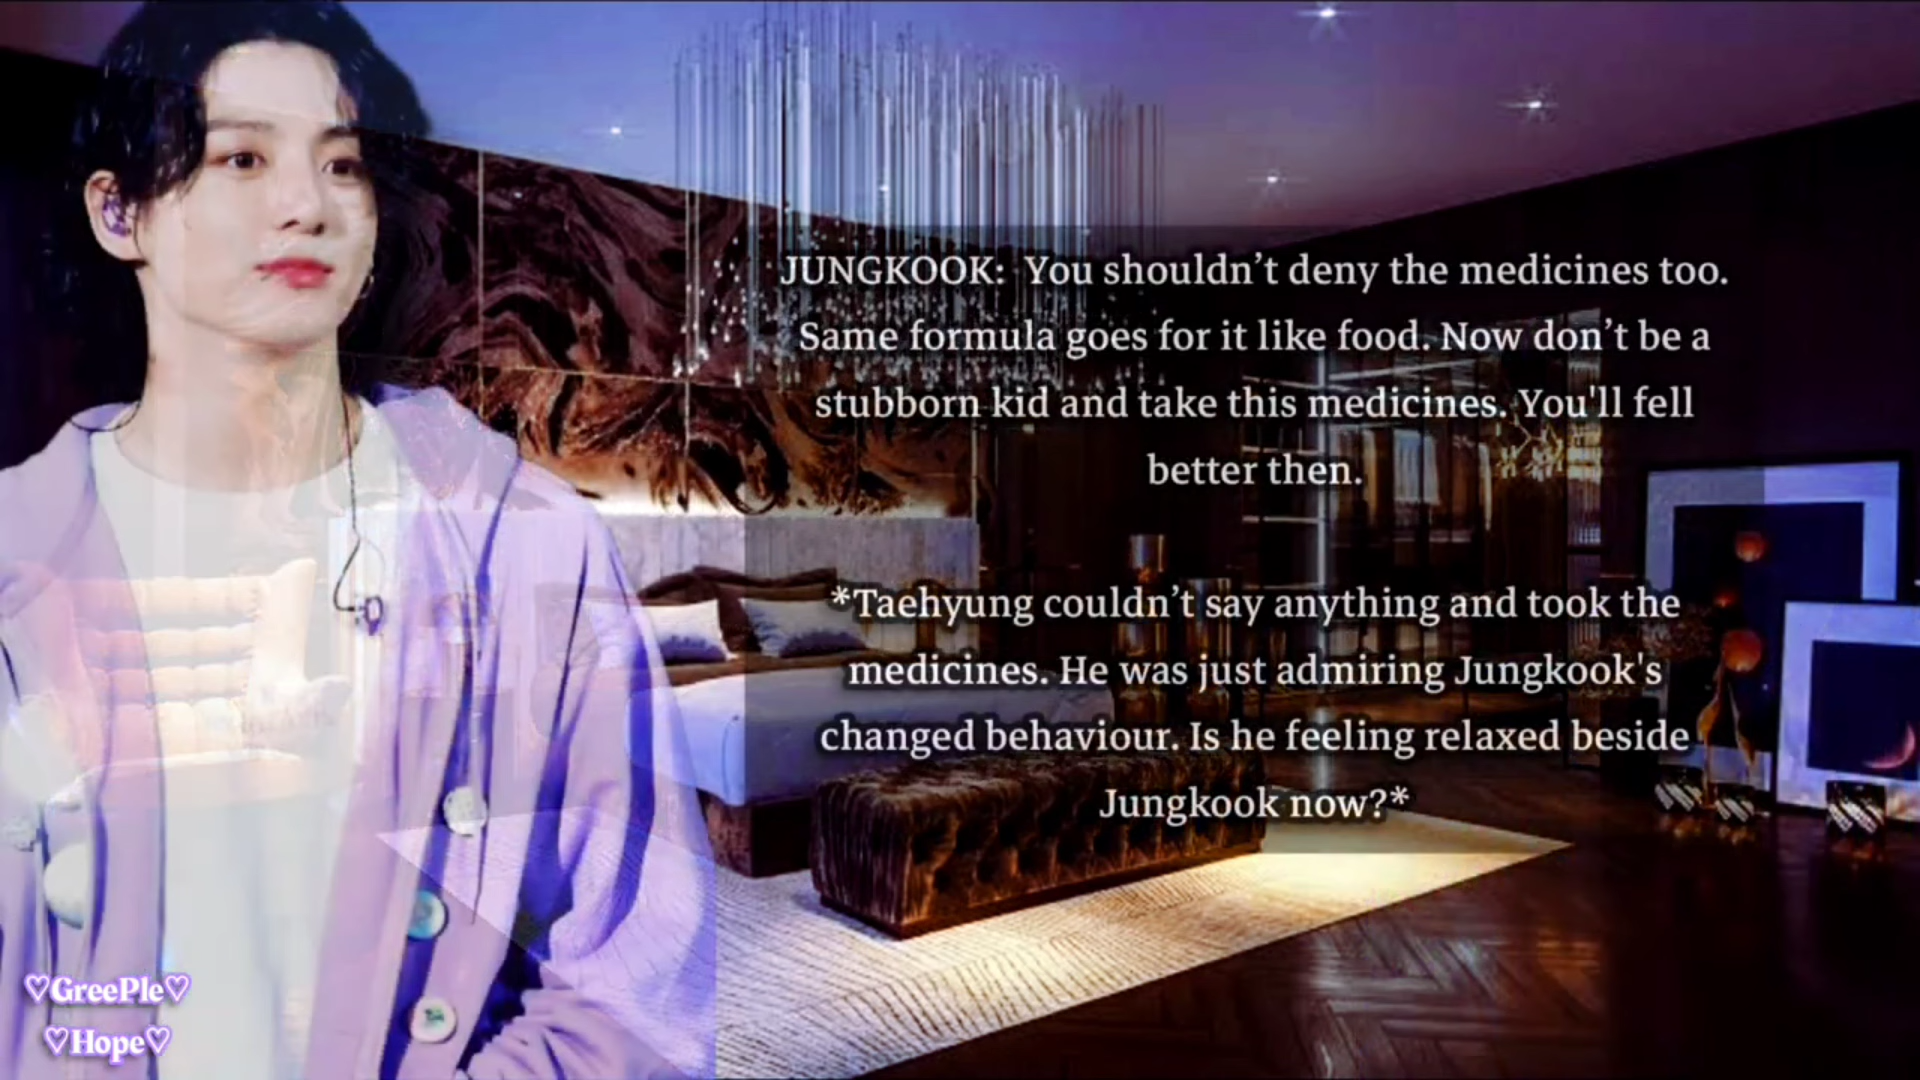 JUNGKOOK: You shouldn’t deny the medicines too.
Same formula goes for it like food. Now don’t be a
stubborn kid and take this medicines. You'll fell
better then.
*Taehyung couldn’t say anything and took the
medicines. He was just admiring Jungkook's
changed behaviour. Is he feeling relaxed beside
Jungkook now?*
♡GreePle♡
♡Hope♡